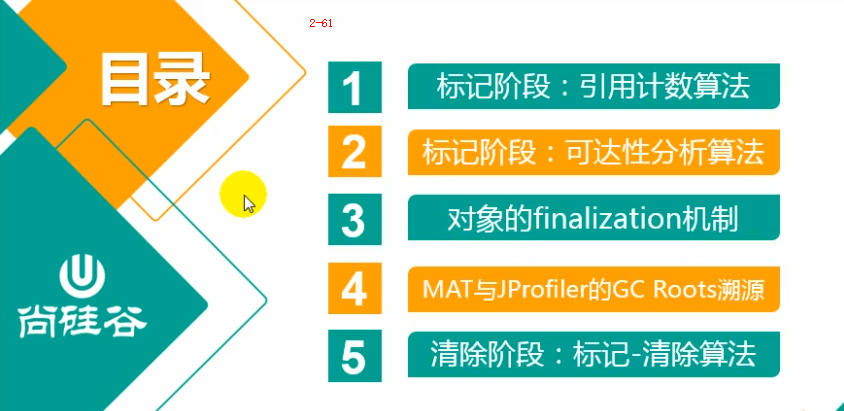 2-61
目录
1 标记阶段：引用计数算法
2 标记阶段：可达性分析算法
3 对象的finalization机制
4 MAT与JProfiler的GC Roots溯源
5 清除阶段：标记-清除算法
尚硅谷